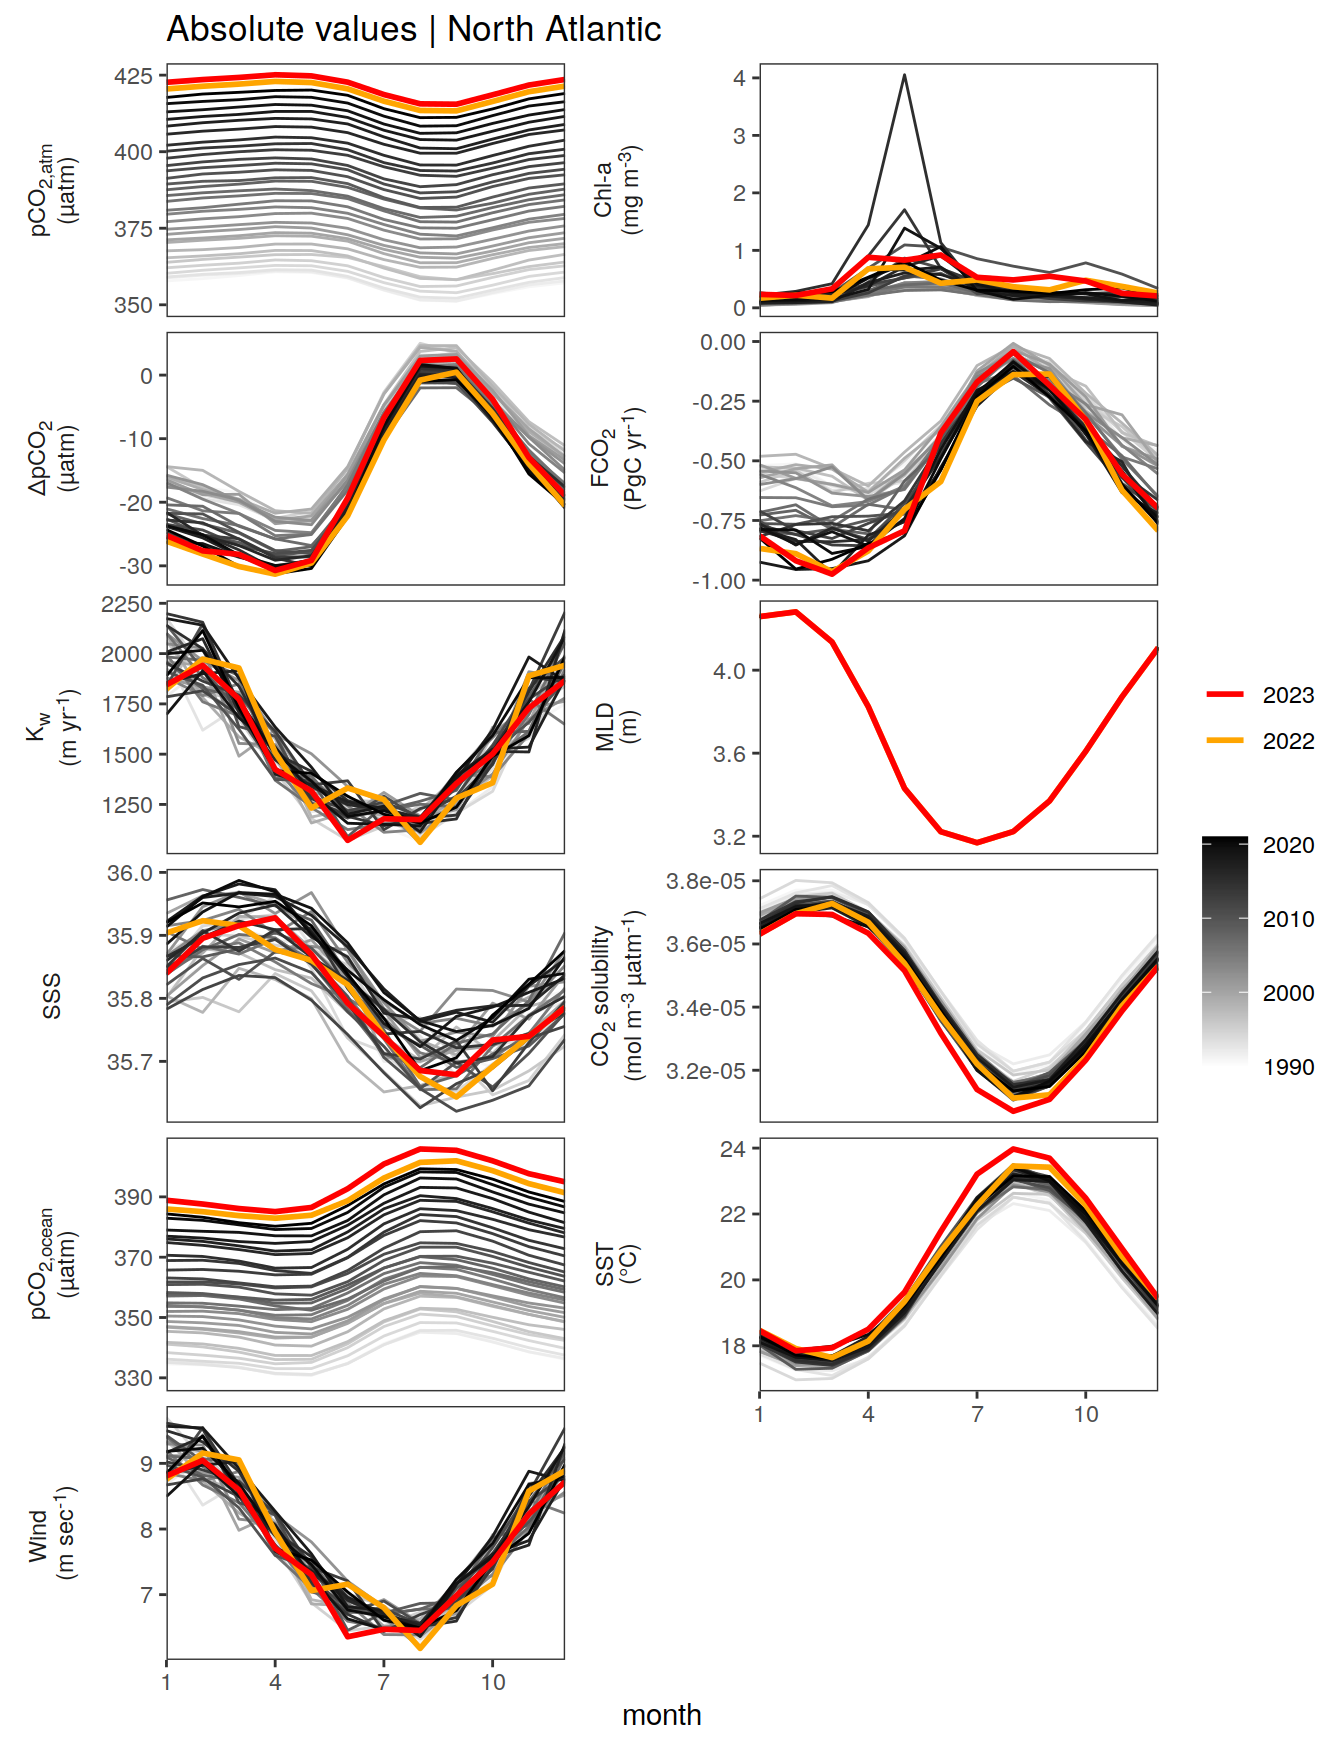 Absolute values | North Atlantic
pCO2,atm
(µatm)
425
400
375
350
Chl-a
(mg m-3)
4
3
2
1
0
ΔpCO2
(µatm)
0
-10
-20
-30
FCO2
(PgC yr-1)
0.00
-0.25
-0.50
-0.75
-1.00
Kw
(m yr-1)
2250
2000
1750
1500
1250
MLD
(m)
4.0
3.6
3.2
SSS
36.0
35.9
35.8
35.7
CO2 solubility
(mol m-3 µatm-1)
3.8e-05
3.6e-05
3.4e-05
3.2e-05
pCO2,ocean
(µatm)
390
370
350
330
SST
(°C)
24
22
20
18
1 4 7 10
Wind
(m sec-1)
9
8
7
1 4 7 10
month
2023
2022
2020
2010
2000
1990